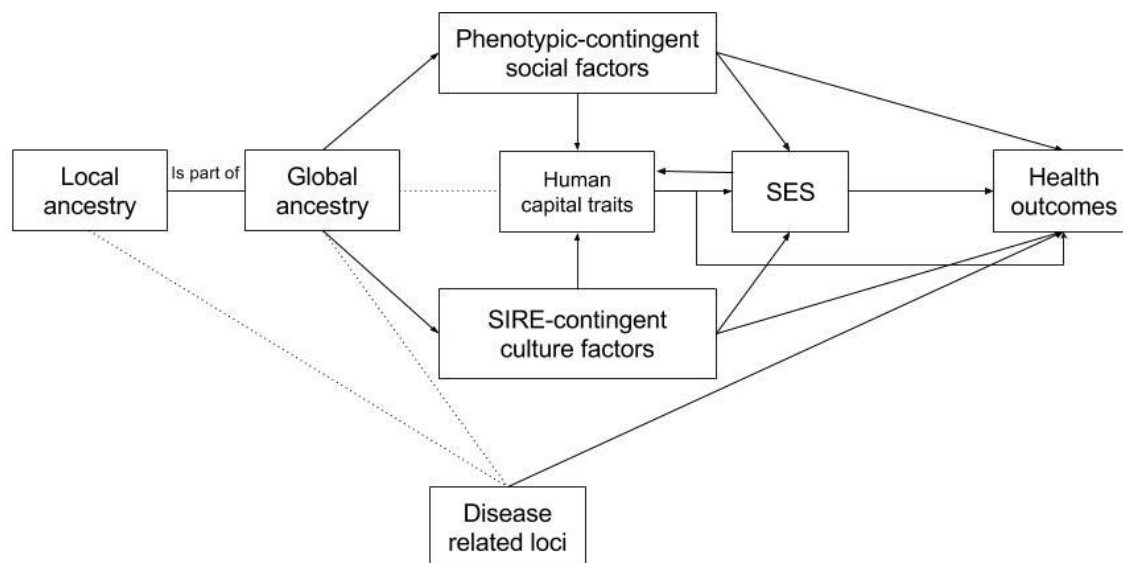 Phenotypic-contingent
social factors
Local
ancestry
Is part of
Global
ancestry
Human
capital traits
SES
Health
outcomes
SIRE-contingent
culture factors
Disease
related loci